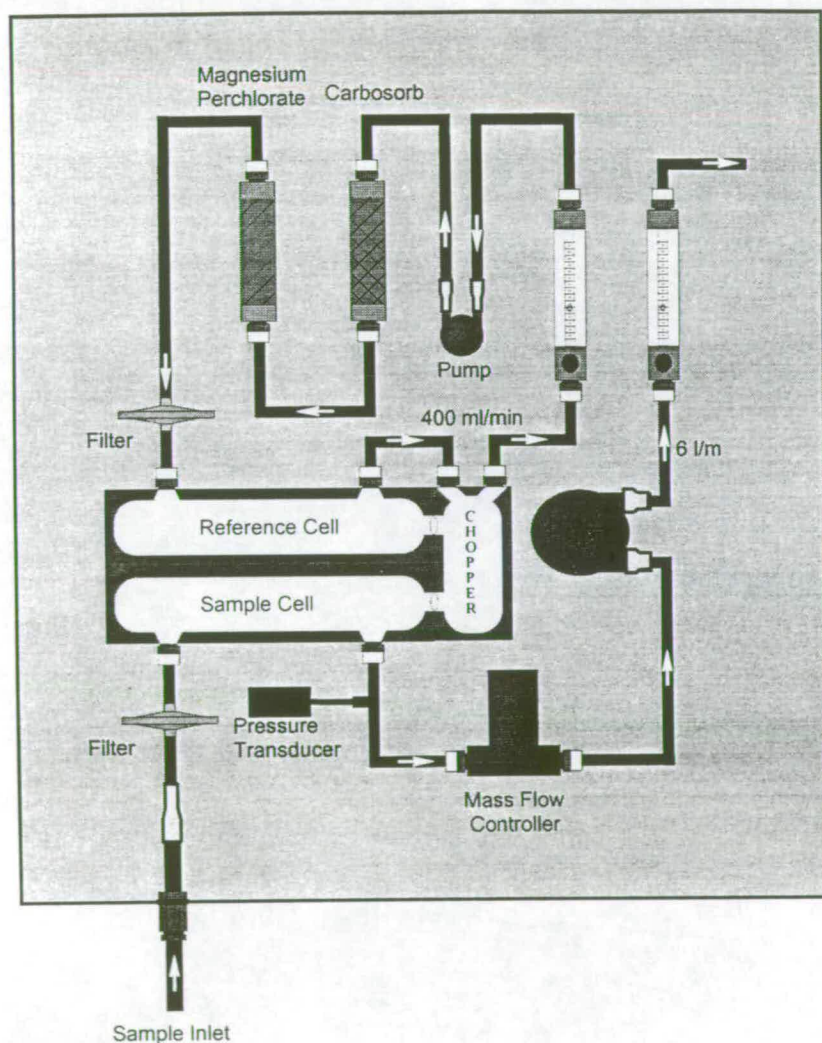 Magnesium
Perchlorate
Carbosorb
Pump
400 ml/min
Filter
6 l/m
Reference Cell
CHOPPER
Sample Cell
Filter
Pressure
Transducer
Mass Flow
Controller
Sample Inlet